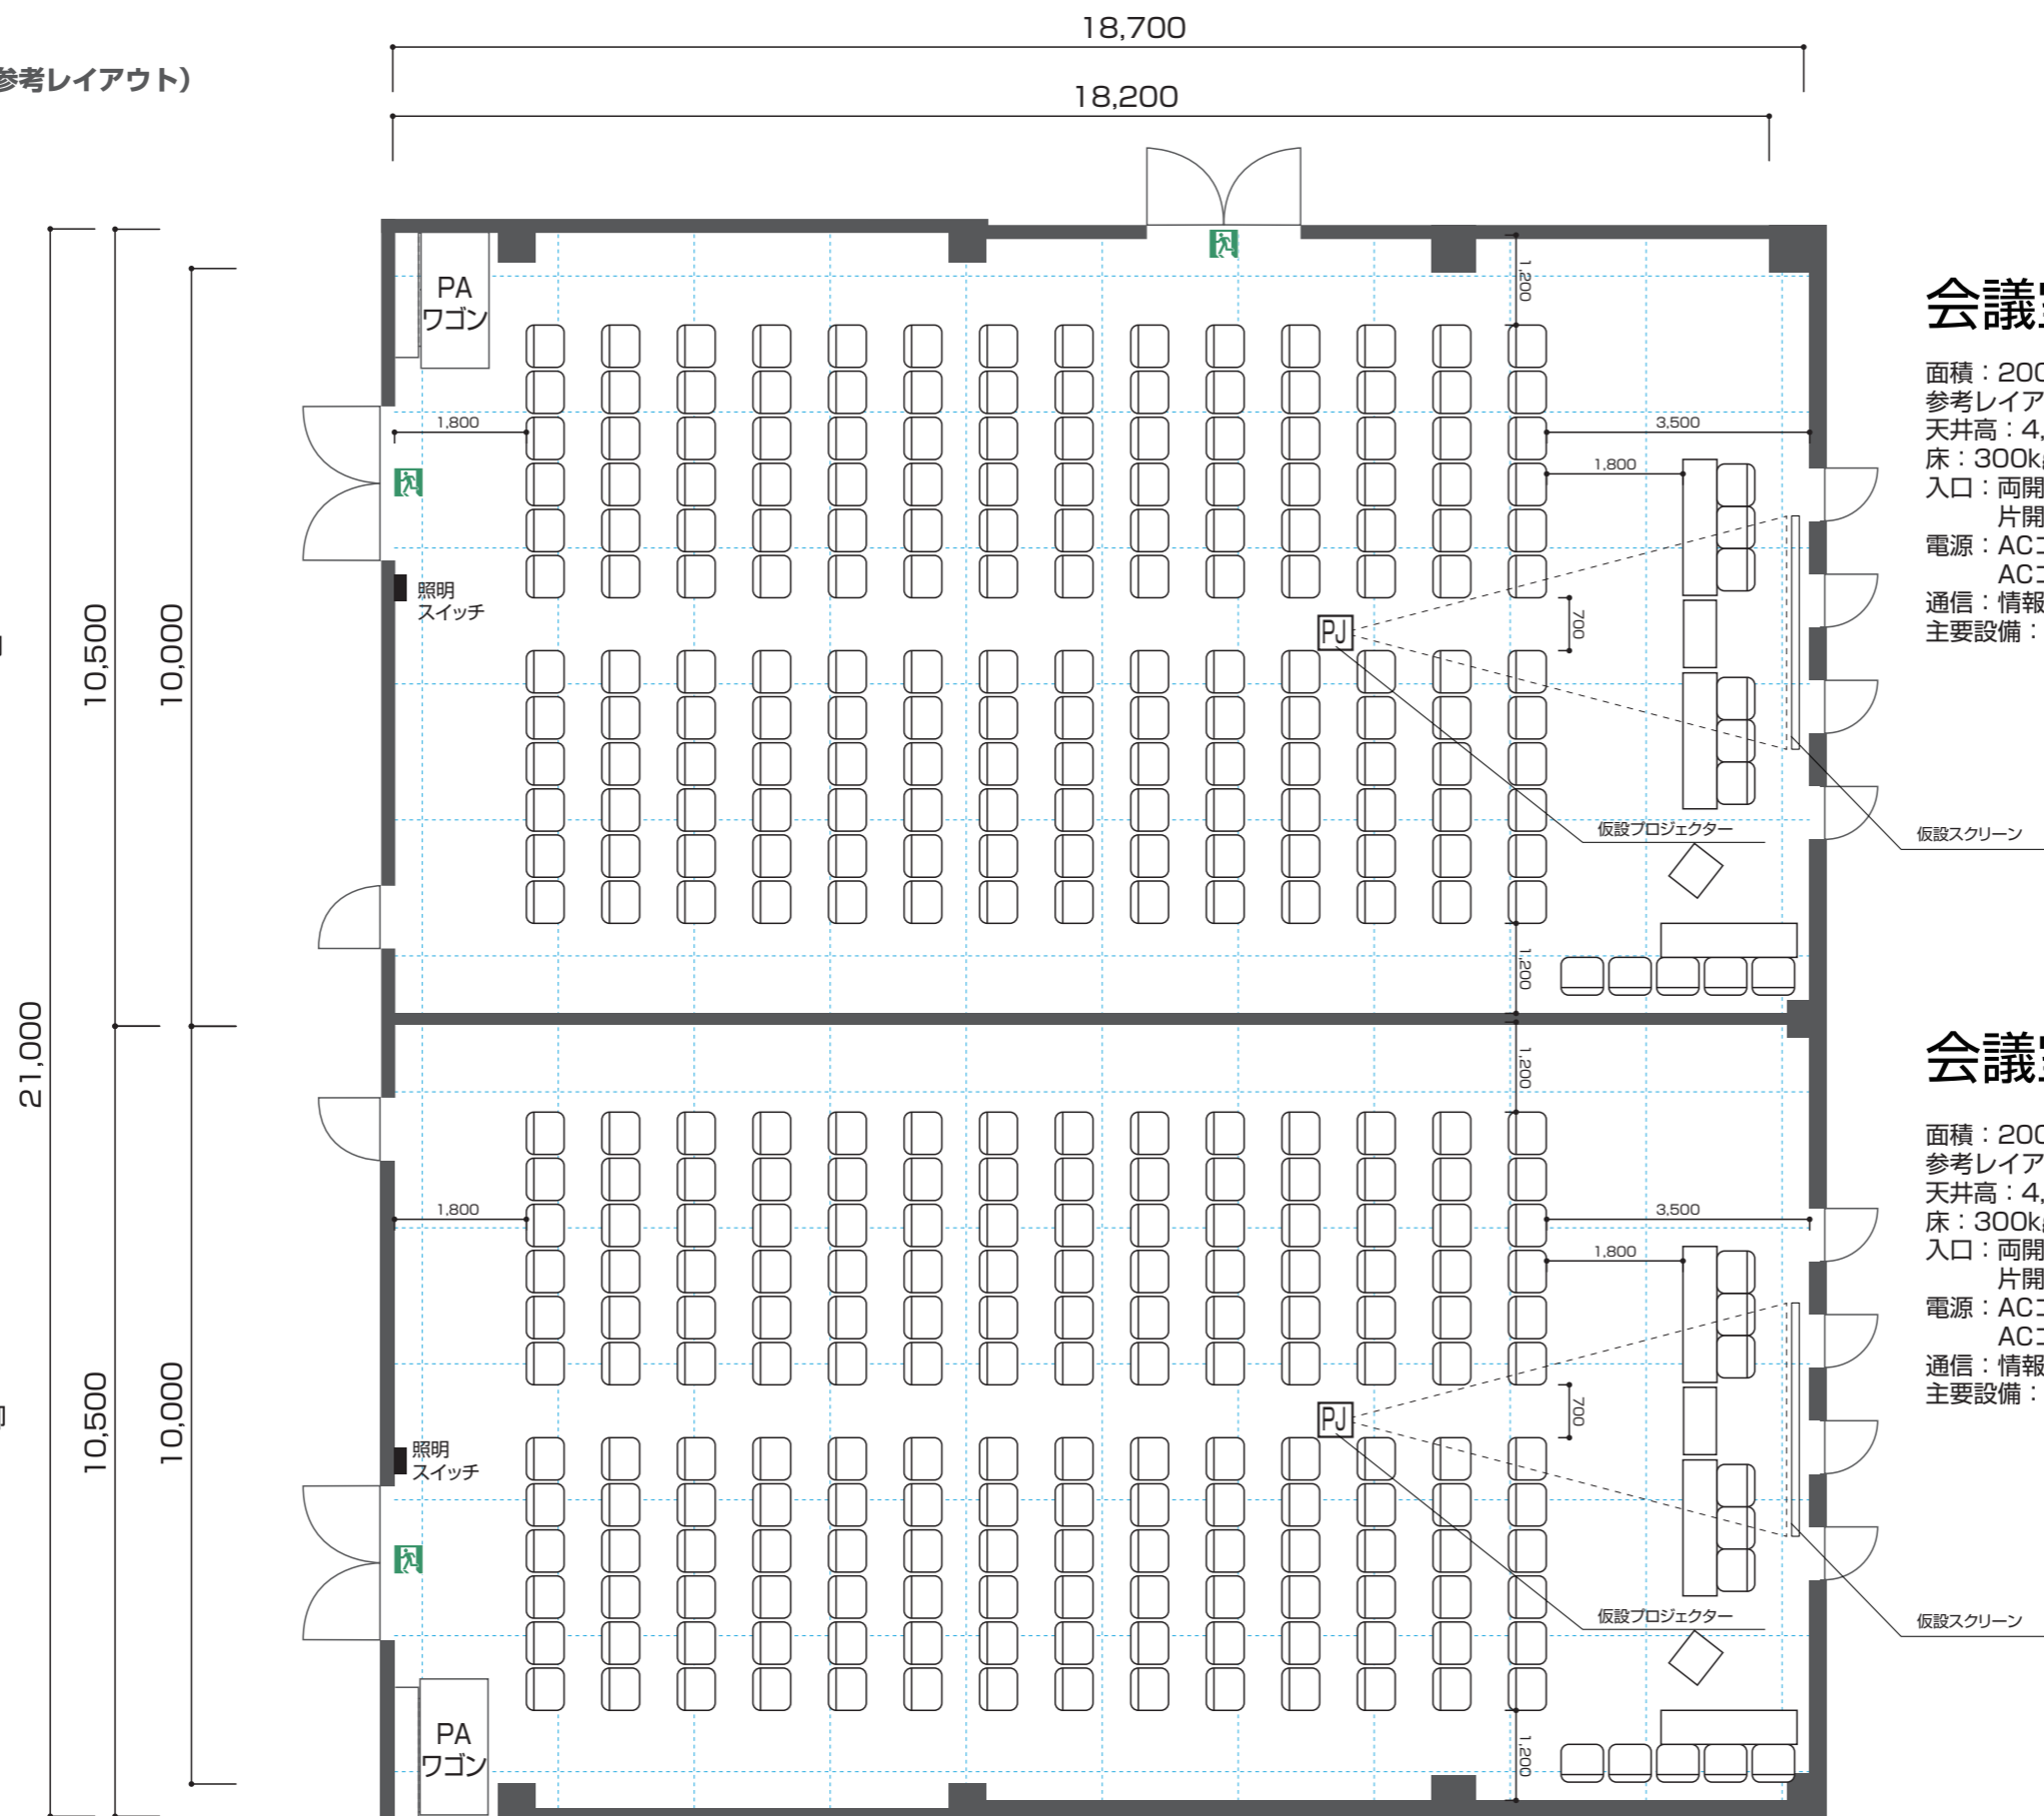 参考レイアウト）
18,700
18,200
21,000
10,500
10,000
PA
ワゴン
1,200
1,800
3,500
1,800
照明
スイッチ
PJ
700
仮設プロジェクター
仮設スクリーン
1,200
会議
面積：200
参考レイア
天井高：4,
床：300k
入口：両開
片開
電源：AC
AC
通信：情報
主要設備：
10,500
10,000
1,200
1,800
3,500
1,800
照明
スイッチ
PJ
700
仮設プロジェクター
仮設スクリーン
PA
ワゴン
1,200
会議
面積：200
参考レイア
天井高：4,
床：300k
入口：両開
片開
電源：AC
AC
通信：情報
主要設備：